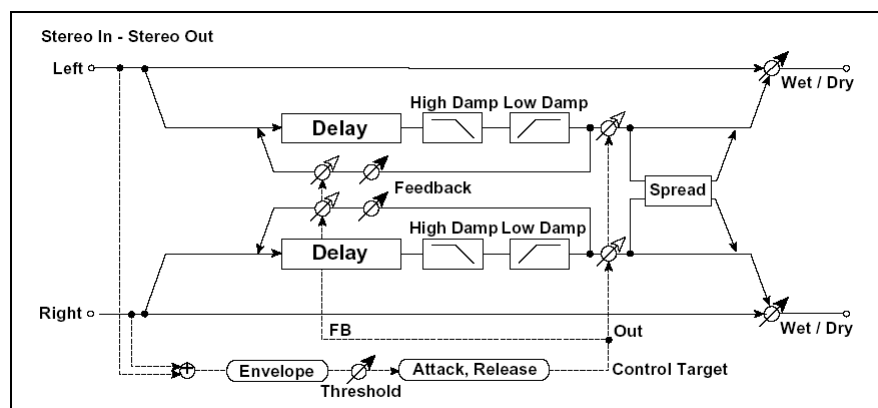 Stereo In - Stereo Out
Left
Wet / Dry
High Damp Low Damp
Delay
Feedback
Spread
High Damp Low Damp
Delay
Right
FB
Out
Wet / Dry
Envelope
Threshold
Attack, Release
Control Target